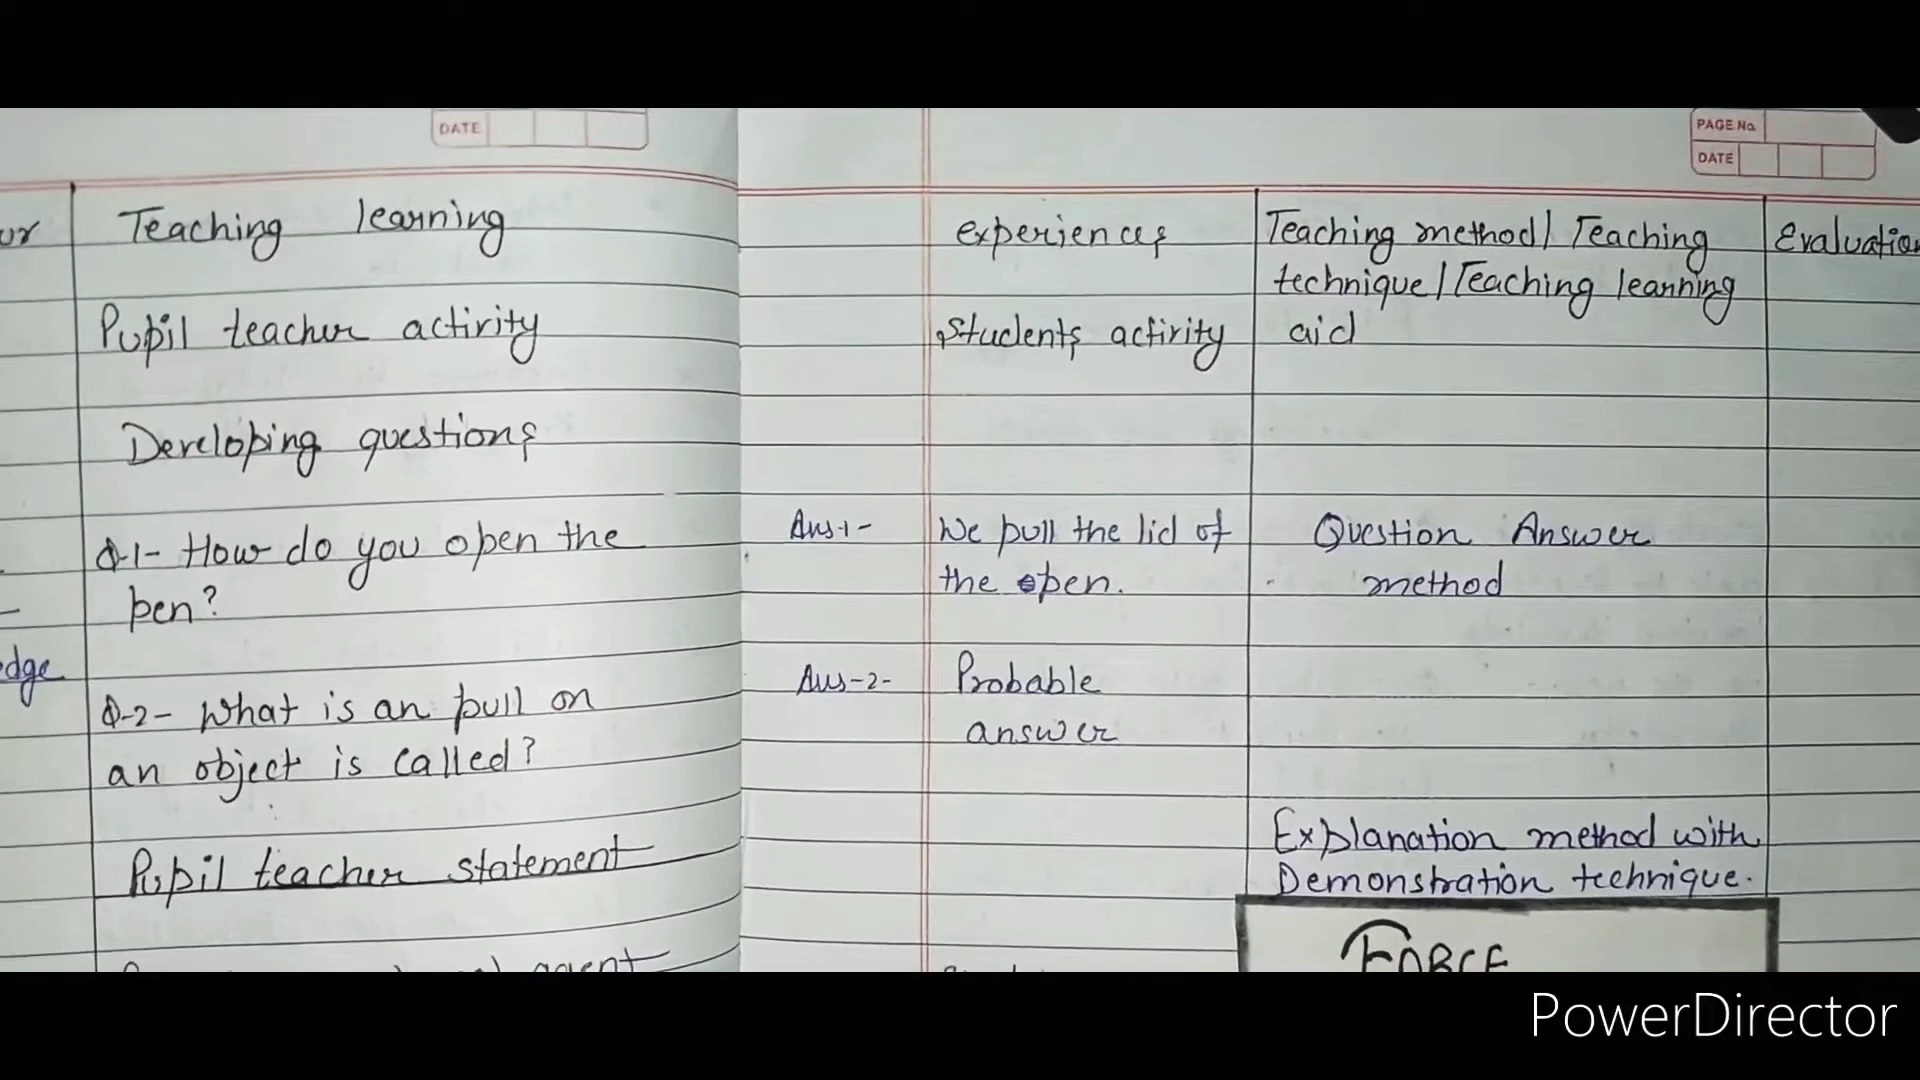 DATE
PAGE No.
DATE
Teaching learning
experiences
Teaching method/ Teaching
technique/Teaching learning
aid
Pupil teacher activity
Students activity
Developing questions
Q-1- How do you open the
pen?
Ans-1-
We pull the lid of
the open.
Question Answer
method
Q-2- What is an pull on
an object is called?
Ans-2-
Probable
answer
Pupil teacher statement
Explanation method with
Demonstration technique.
agent
FORCE
PowerDirector